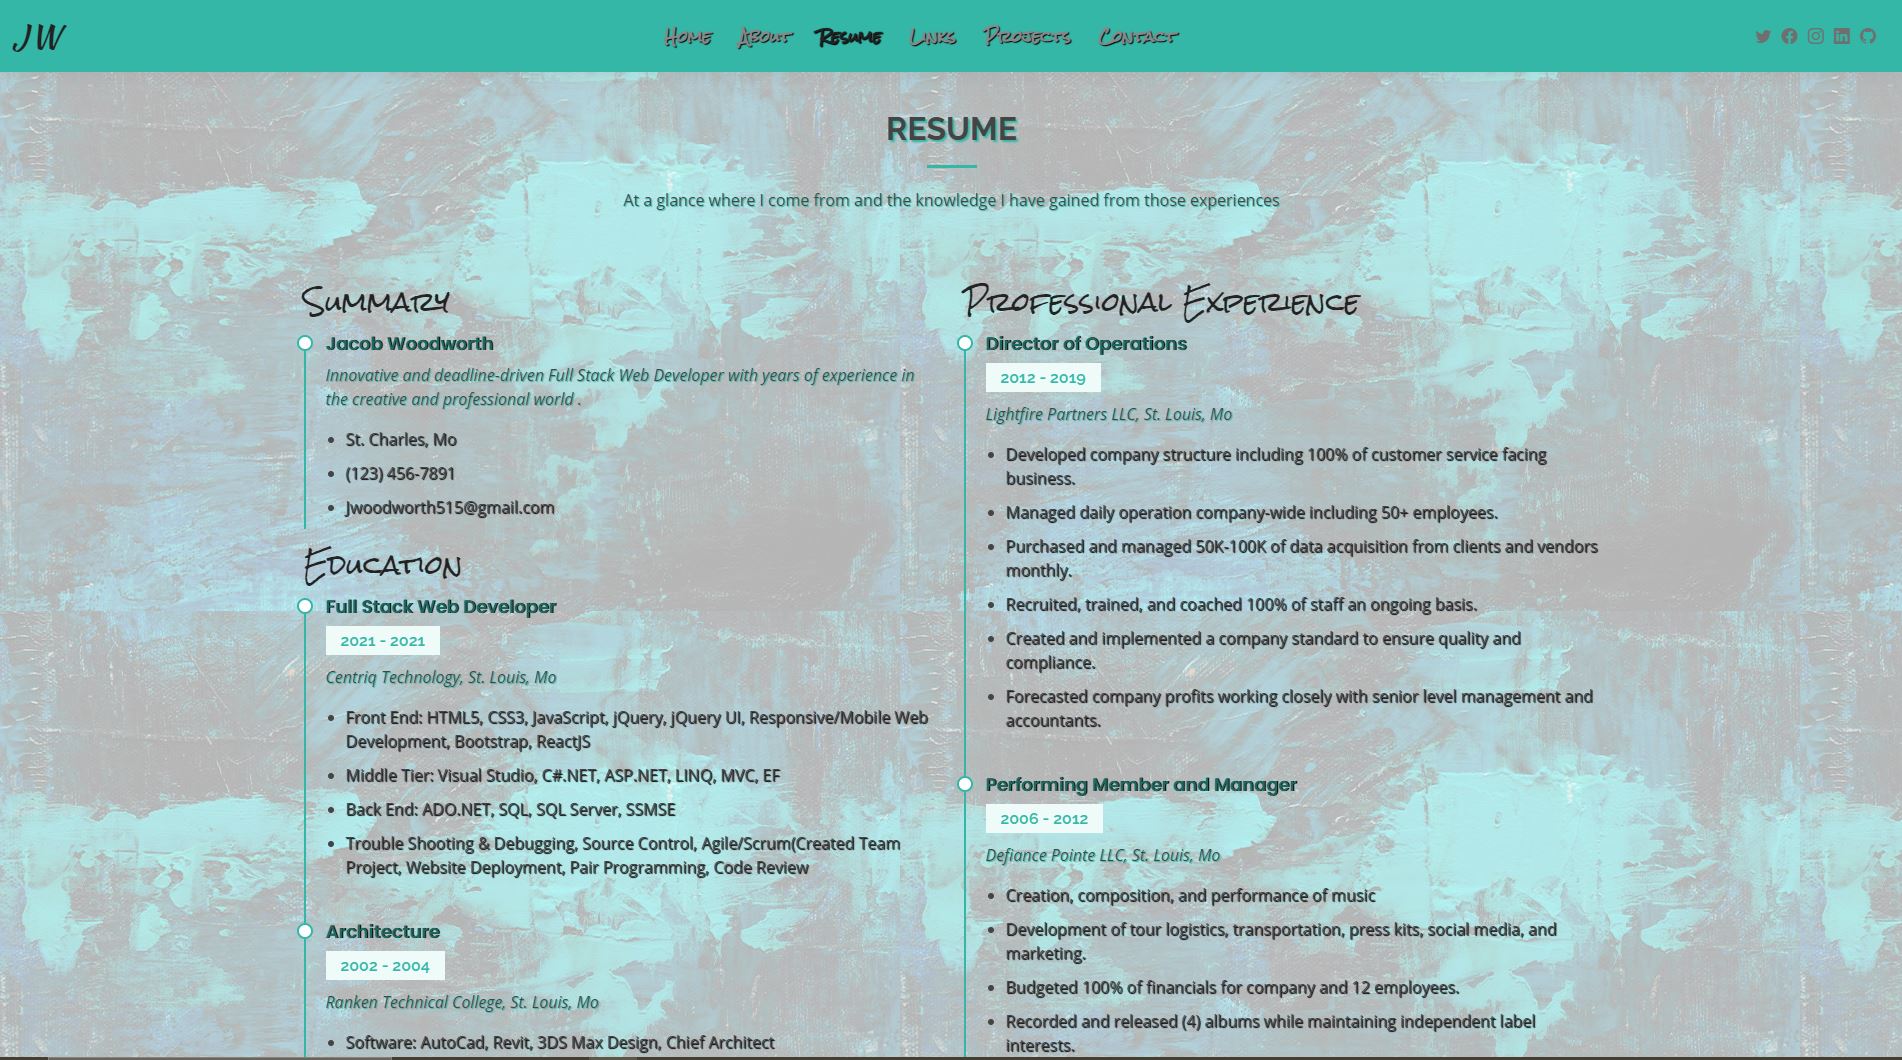 JW
Home About Resume Links Projects Contact
RESUME
At a glance where I come from and the knowledge I have gained from those experiences
Summary
Jacob Woodworth
Innovative and deadline-driven Full Stack Web Developer with years of experience in
the creative and professional world .
St. Charles, Mo
(123) 456-7891
Jwoodworth515@gmail.com
Education
Full Stack Web Developer
2021 - 2021
Centriq Technology, St. Louis, Mo
Front End: HTML5, CSS3, JavaScript, jQuery, jQuery UI, Responsive/Mobile Web
Development, Bootstrap, ReactJS
Middle Tier: Visual Studio, C#.NET, ASP.NET, LINQ, MVC, EF
Back End: ADO.NET, SQL, SQL Server, SSMSE
Trouble Shooting & Debugging, Source Control, Agile/Scrum(Created Team
Project, Website Deployment, Pair Programming, Code Review
Architecture
2002 - 2004
Ranken Technical College, St. Louis, Mo
Software: AutoCad, Revit, 3DS Max Design, Chief Architect
Professional Experience
Director of Operations
2012 - 2019
Lightfire Partners LLC, St. Louis, Mo
Developed company structure including 100% of customer service facing
business.
Managed daily operation company-wide including 50+ employees.
Purchased and managed 50K-100K of data acquisition from clients and vendors
monthly.
Recruited, trained, and coached 100% of staff an ongoing basis.
Created and implemented a company standard to ensure quality and
compliance.
Forecasted company profits working closely with senior level management and
accountants.
Performing Member and Manager
2006 - 2012
Defiance Pointe LLC, St. Louis, Mo
Creation, composition, and performance of music
Development of tour logistics, transportation, press kits, social media, and
marketing.
Budgeted 100% of financials for company and 12 employees.
Recorded and released (4) albums while maintaining independent label
interests.